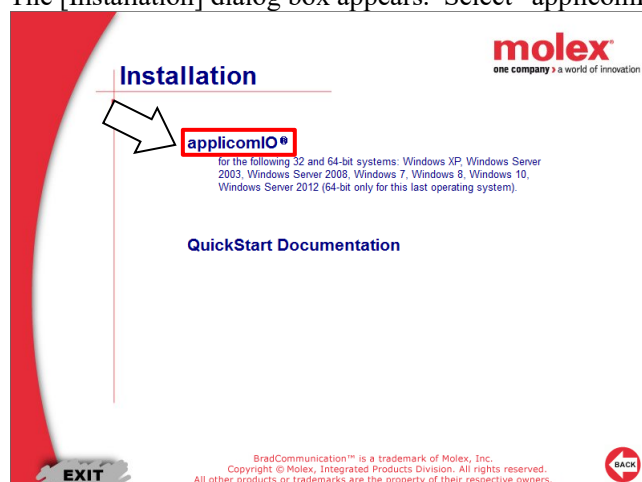 The [Installation] dialog box appears. Select "applicomI
molex®
one company > a world of innovation
Installation
applicomIO®
for the following 32 and 64-bit systems: Windows XP, Windows Server
2003, Windows Server 2008, Windows 7, Windows 8, Windows 10,
Windows Server 2012 (64-bit only for this last operating system).
QuickStart Documentation
BradCommunication™ is a trademark of Molex, Inc.
Copyright © Molex, Integrated Products Division. All rights reserved.
All other products or trademarks are the property of their respective owners.
EXIT
BACK